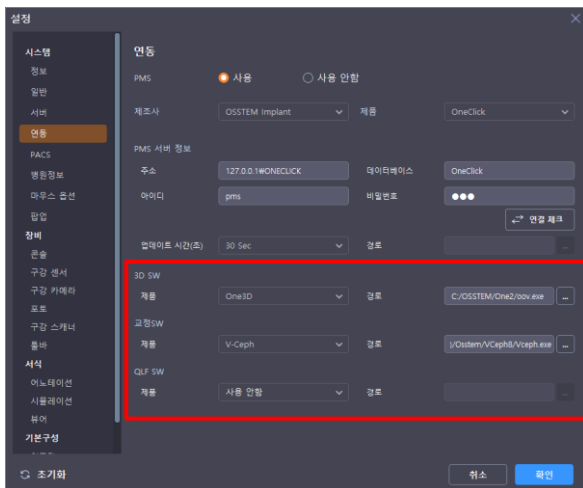 설정
시스템
정보
일반
서버
연동
PACS
병원정보
마우스 옵션
팝업
장비
콘솔
구강 센서
구강 카메라
포토
구강 스캐너
툴바
서식
어노테이션
시뮬레이션
뷰어
기본구성
초기화
연동
PMS 사용 사용 안함
제조사 OSSTEM Implant 제품 OneClick
PMS 서버 정보
주소 127.0.0.1#ONECLICK 데이터베이스 OneClick
아이디 pms 비밀번호 ●●●
연결 체크
업데이트 시간(초) 30 Sec 경로 ...
3D SW
제품 One3D 경로 C:/OSSTEM/One2/oov.exe ...
교정SW
제품 V-Ceph 경로 )/Osstem/VCeph8/Vceph.exe ...
QLF SW
제품 사용 안함 경로 ...
취소 확인